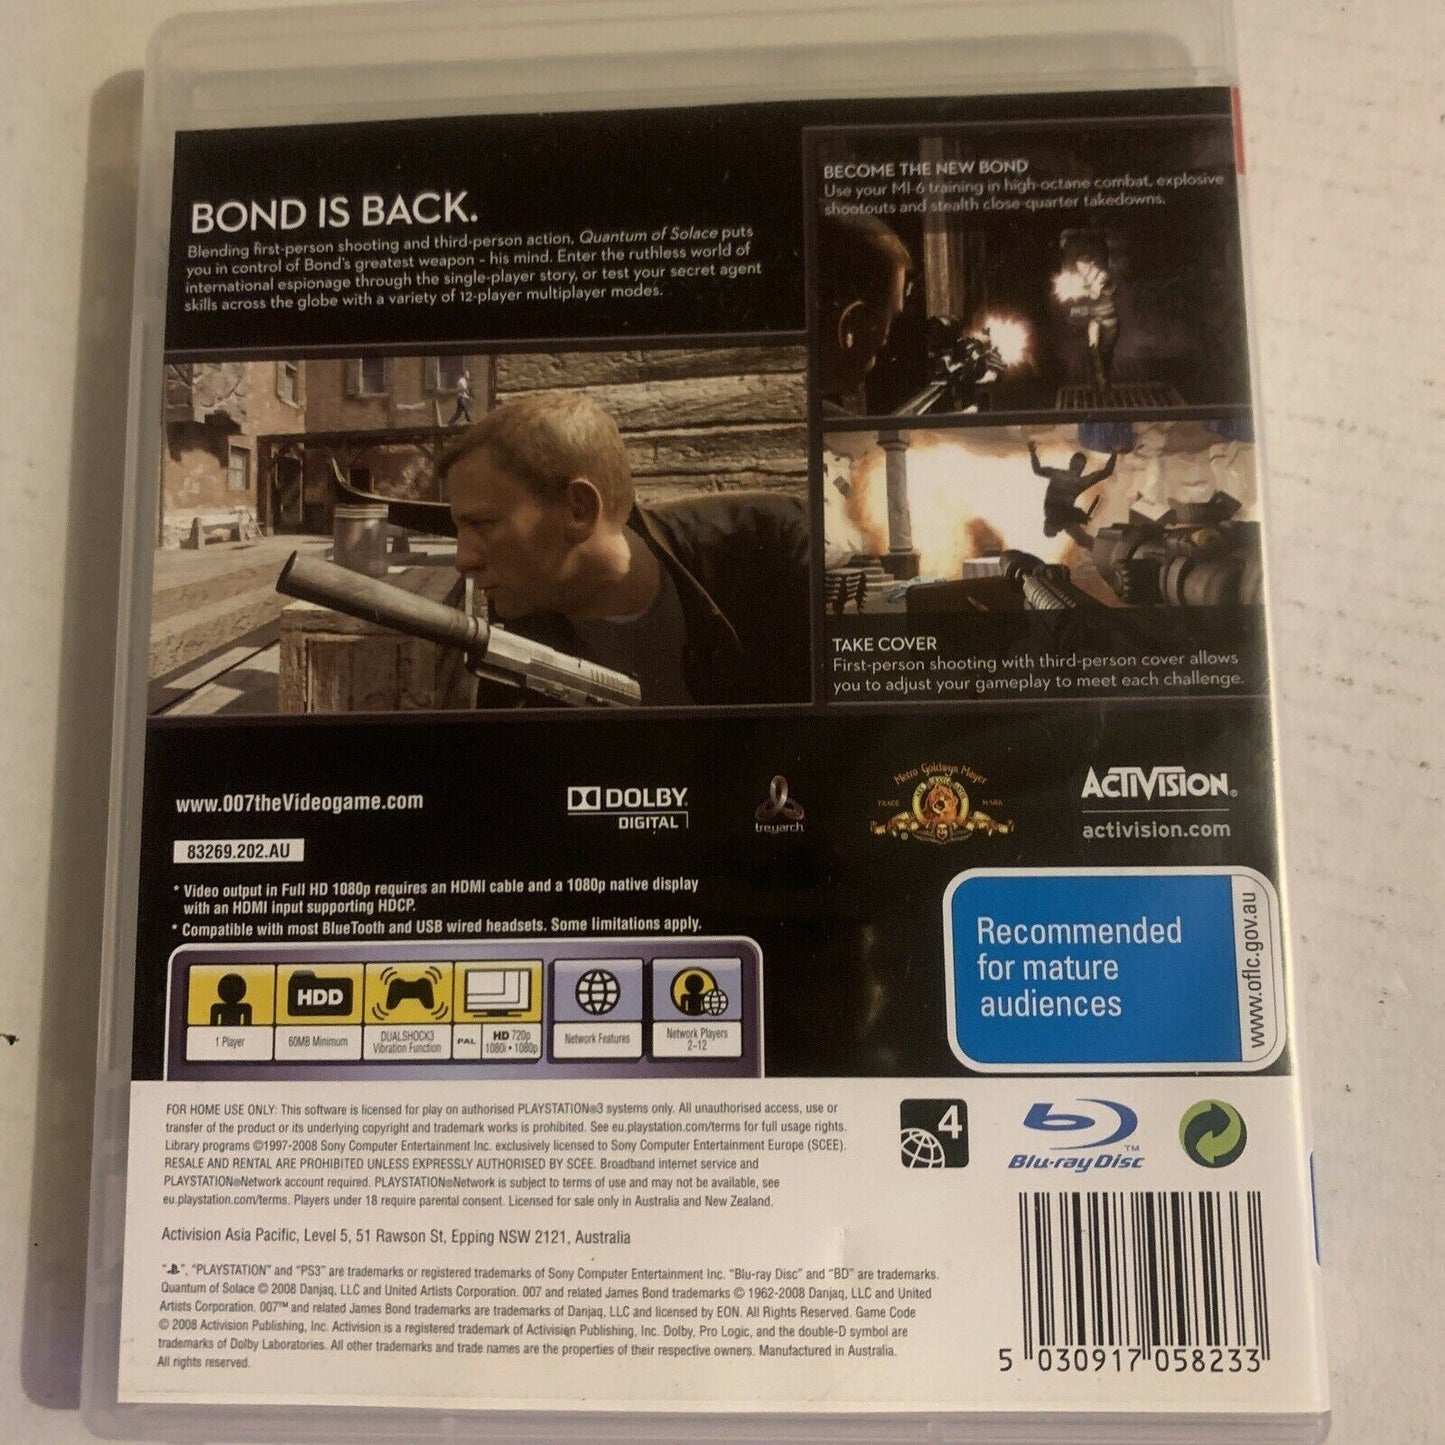 BOND IS BACK.
Blending first-person shooting and third-person action, Quantum of Solace puts
you in control of Bond's greatest weapon - his mind. Enter the ruthless world of
international espionage through the single-player story, or test your secret agent
skills across the globe with a variety of 12-player multiplayer modes.
BECOME THE NEW BOND
Use your MI-6 training in high-octane combat, explosive
shootouts and stealth close-quarter takedowns.
TAKE COVER
First-person shooting with third-person cover allows
you to adjust your gameplay to meet each challenge.
www.007theVideogame.com
83269.202.AU
DOLBY
DIGITAL
treyarch
Metro Goldwyn Mayer
TRADE MARK
ACTIVISION®
activision.com
* Video output in Full HD 1080p requires an HDMI cable and a 1080p native display
with an HDMI input supporting HDCP.
* Compatible with most BlueTooth and USB wired headsets. Some limitations apply.
Recommended
for mature
audiences
www.oflc.gov.au
HDD
1 Player
60MB Minimum
DUALSHOCK3
Vibration Function
PAL
HD 720p
1080i • 1080p
Network Features
Network Players
2-12
FOR HOME USE ONLY: This software is licensed for play on authorised PLAYSTATION®3 systems only. All unauthorised access, use or
transfer of the product or its underlying copyright and trademark works is prohibited. See eu.playstation.com/terms for full usage rights.
Library programs ©1997-2008 Sony Computer Entertainment Inc. exclusively licensed to Sony Computer Entertainment Europe (SCEE).
RESALE AND RENTAL ARE PROHIBITED UNLESS EXPRESSLY AUTHORISED BY SCEE. Broadband internet service and
PLAYSTATION®Network account required. PLAYSTATION®Network is subject to terms of use and may not be available, see
eu.playstation.com/terms. Players under 18 require parental consent. Licensed for sale only in Australia and New Zealand.
Activision Asia Pacific, Level 5, 51 Rawson St, Epping NSW 2121, Australia
"PS", "PLAYSTATION" and "PS3" are trademarks or registered trademarks of Sony Computer Entertainment Inc. "Blu-ray Disc" and "BD" are trademarks.
Quantum of Solace © 2008 Danjaq, LLC and United Artists Corporation. 007 and related James Bond trademarks © 1962-2008 Danjaq, LLC and United
Artists Corporation. 007™ and related James Bond trademarks are trademarks of Danjaq, LLC and licensed by EON. All Rights Reserved. Game Code
© 2008 Activision Publishing, Inc. Activision is a registered trademark of Activision Publishing, Inc. Dolby, Pro Logic, and the double-D symbol are
trademarks of Dolby Laboratories. All other trademarks and trade names are the properties of their respective owners. Manufactured in Australia.
All rights reserved.
4
Blu-ray Disc™
5 030917 058233